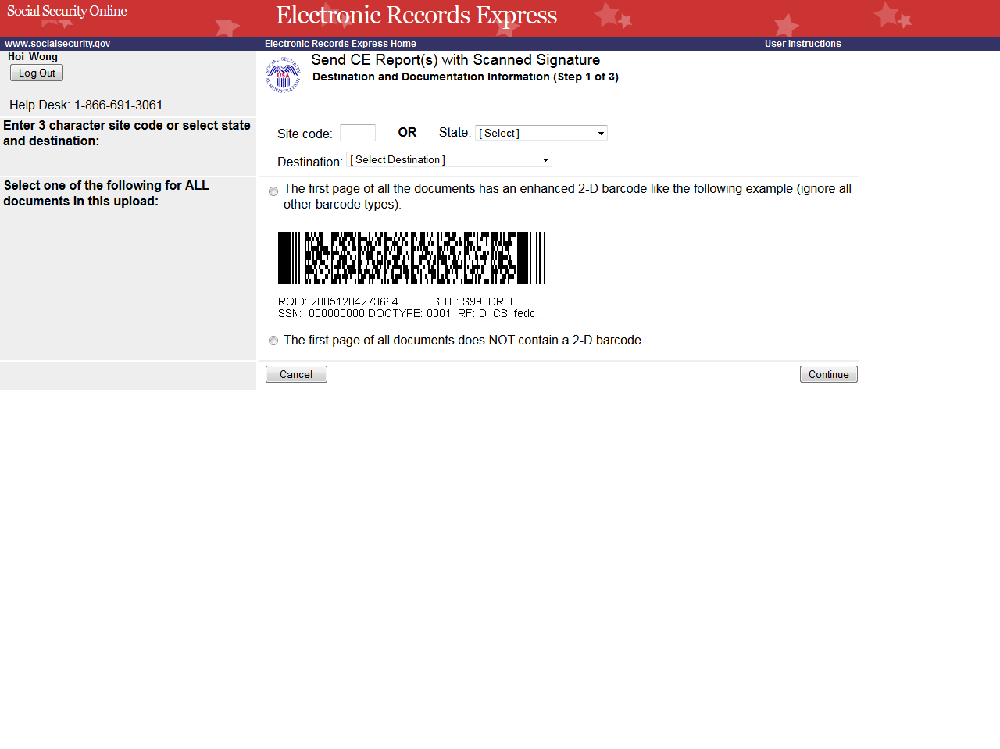 Social Security Online
Electronic Records Express
www.socialsecurity.gov
Electronic Records Express Home
User Instructions
Hoi Wong
Log Out
Help Desk: 1-866-691-3061
SOCIAL SECURITY ADMINISTRATION
USA
Send CE Report(s) with Scanned Signature
Destination and Documentation Information (Step 1 of 3)
Enter 3 character site code or select state
and destination:
Site code:
OR
State:
[ Select ]
Destination:
[ Select Destination ]
Select one of the following for ALL
documents in this upload:
The first page of all the documents has an enhanced 2-D barcode like the following example (ignore all
other barcode types):
RQID: 20051204273664 SITE: S99 DR: F
SSN: 000000000 DOCTYPE: 0001 RF: D CS: fedc
The first page of all documents does NOT contain a 2-D barcode.
Cancel
Continue